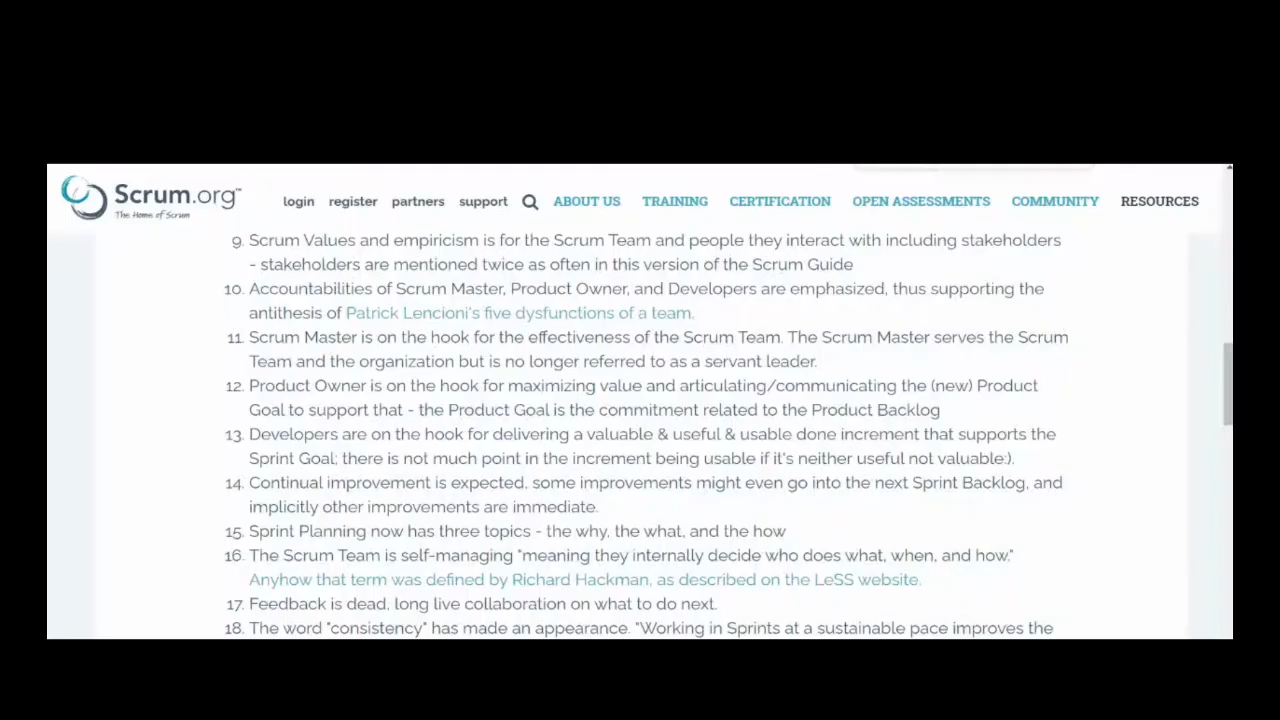 Scrum.org™
The Home of Scrum
login register partners support ABOUT US TRAINING CERTIFICATION OPEN ASSESSMENTS COMMUNITY RESOURCES
9. Scrum Values and empiricism is for the Scrum Team and people they interact with including stakeholders
- stakeholders are mentioned twice as often in this version of the Scrum Guide
10. Accountabilities of Scrum Master, Product Owner, and Developers are emphasized, thus supporting the
antithesis of Patrick Lencioni's five dysfunctions of a team.
11. Scrum Master is on the hook for the effectiveness of the Scrum Team. The Scrum Master serves the Scrum
Team and the organization but is no longer referred to as a servant leader.
12. Product Owner is on the hook for maximizing value and articulating/communicating the (new) Product
Goal to support that - the Product Goal is the commitment related to the Product Backlog
13. Developers are on the hook for delivering a valuable & useful & usable done increment that supports the
Sprint Goal; there is not much point in the increment being usable if it's neither useful not valuable:).
14. Continual improvement is expected, some improvements might even go into the next Sprint Backlog, and
implicitly other improvements are immediate.
15. Sprint Planning now has three topics - the why, the what, and the how
16. The Scrum Team is self-managing "meaning they internally decide who does what, when, and how."
Anyhow that term was defined by Richard Hackman, as described on the LeSS website.
17. Feedback is dead, long live collaboration on what to do next.
18. The word "consistency" has made an appearance. "Working in Sprints at a sustainable pace improves the